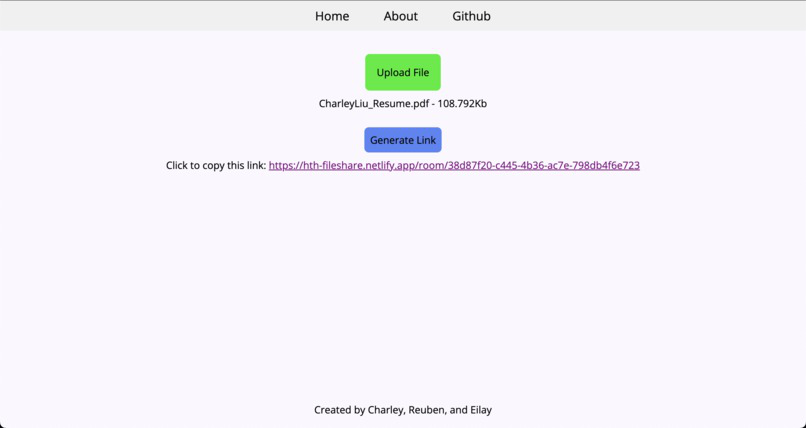 Home About Github
Upload File
CharleyLiu_Resume.pdf - 108.792Kb
Generate Link
Click to copy this link: https://hth-fileshare.netlify.app/room/38d87f20-c445-4b36-ac7e-798db4f6e723
Created by Charley, Reuben, and Eilay